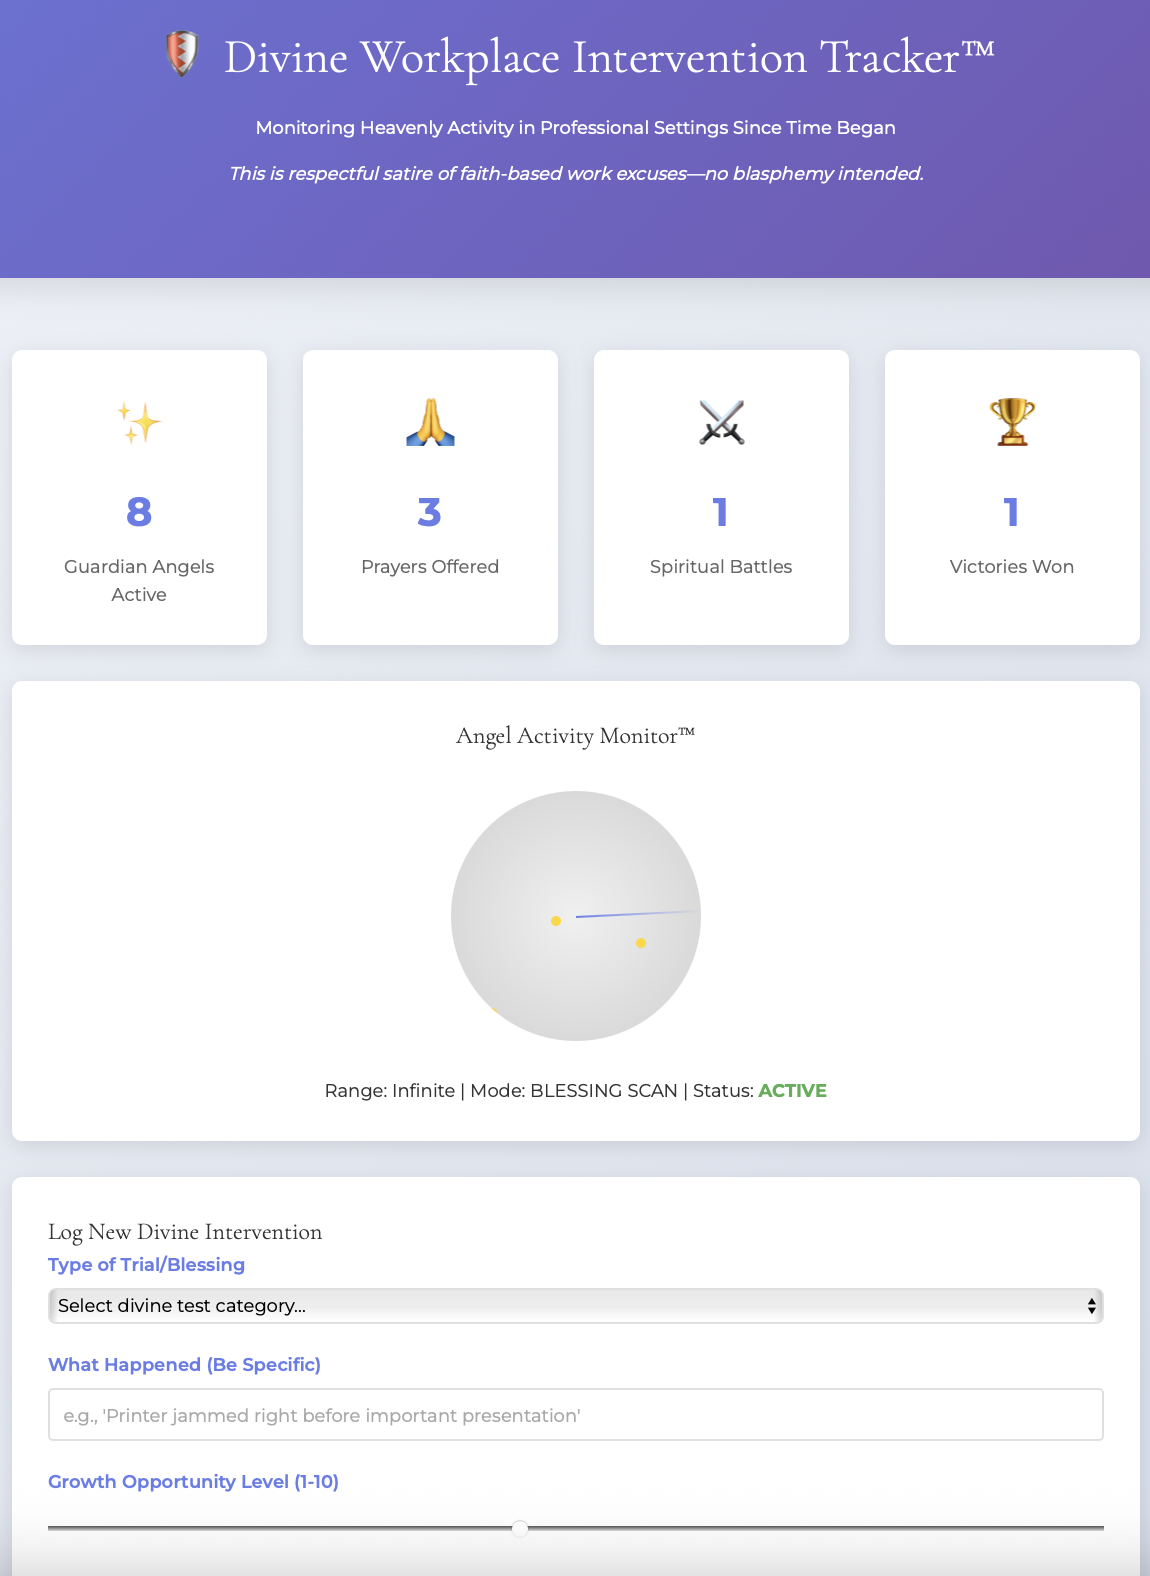 Divine Workplace Intervention Tracker™
Monitoring Heavenly Activity in Professional Settings Since Time Began
This is respectful satire of faith-based work excuses—no blasphemy intended.
8
Guardian Angels
Active
3
Prayers Offered
1
Spiritual Battles
1
Victories Won
Angel Activity Monitor™
Range: Infinite | Mode: BLESSING SCAN | Status: ACTIVE
Log New Divine Intervention
Type of Trial/Blessing
Select divine test category...
What Happened (Be Specific)
e.g., 'Printer jammed right before important presentation'
Growth Opportunity Level (1-10)